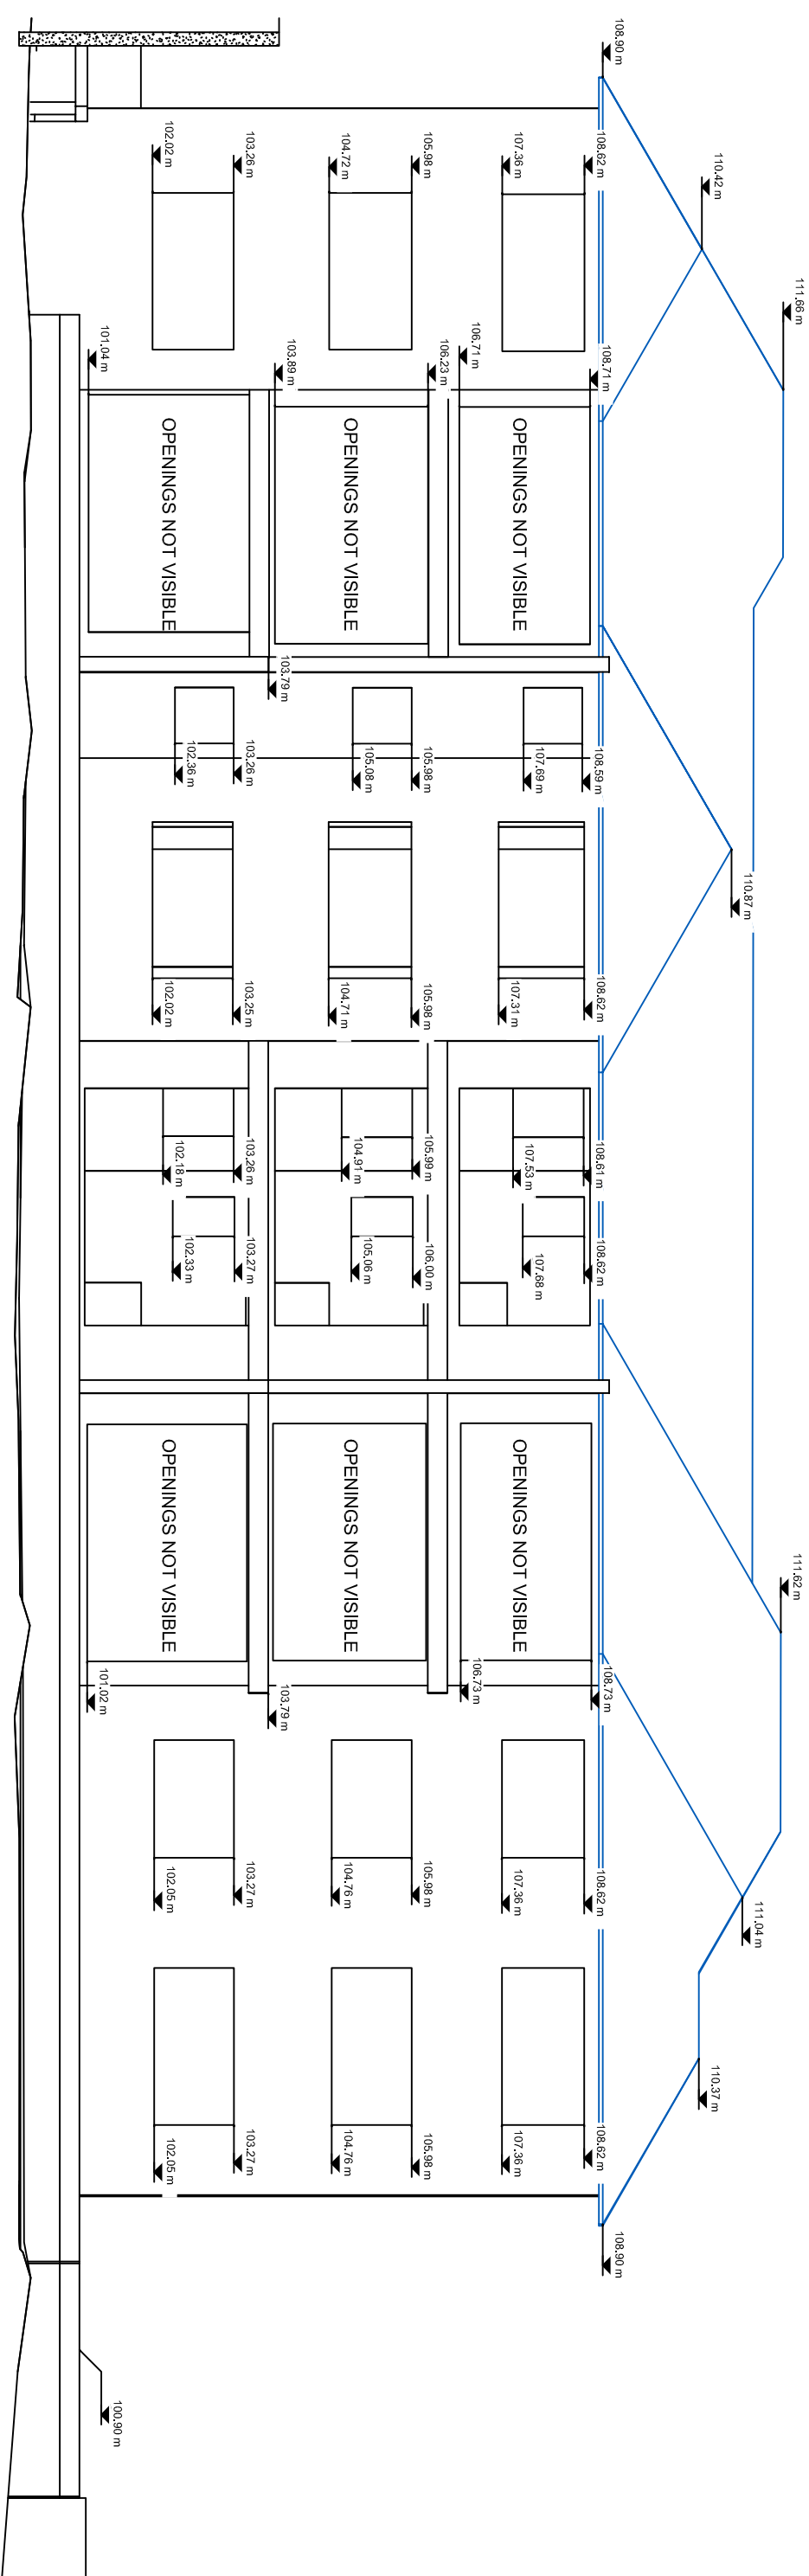 111.66 m
111.62 m
110.87 m
111.04 m
110.42 m
110.37 m
108.90 m
108.90 m
108.62 m
108.71 m
108.59 m
108.62 m
108.61 m
108.62 m
108.73 m
108.62 m
108.62 m
107.36 m
107.69 m
107.31 m
107.53 m
107.68 m
107.36 m
107.36 m
OPENINGS NOT VISIBLE
OPENINGS NOT VISIBLE
106.71 m
106.73 m
105.98 m
106.23 m
105.98 m
105.98 m
105.99 m
106.00 m
105.98 m
105.98 m
104.72 m
105.08 m
104.71 m
104.91 m
105.06 m
104.76 m
104.76 m
OPENINGS NOT VISIBLE
OPENINGS NOT VISIBLE
103.89 m
103.79 m
103.79 m
103.26 m
103.26 m
103.25 m
103.26 m
103.27 m
103.27 m
103.27 m
102.02 m
102.36 m
102.02 m
102.18 m
102.33 m
102.05 m
102.05 m
OPENINGS NOT VISIBLE
OPENINGS NOT VISIBLE
101.04 m
101.02 m
100.90 m